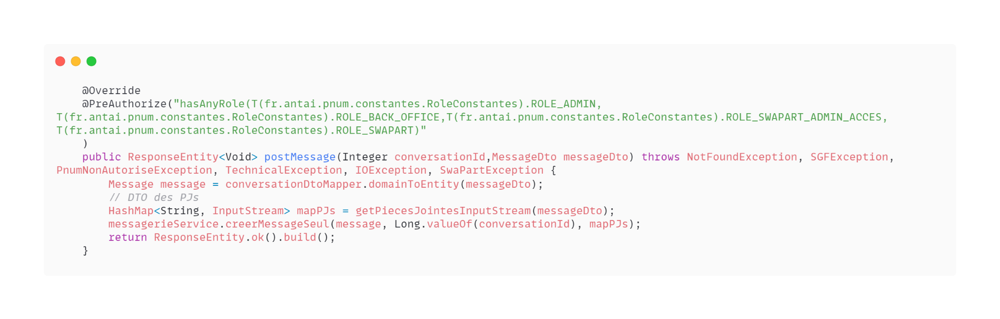 @Override
@PreAuthorize("hasAnyRole(T(fr.antai.pnum.constantes.RoleConstantes).ROLE_ADMIN,
T(fr.antai.pnum.constantes.RoleConstantes).ROLE_BACK_OFFICE,T(fr.antai.pnum.constantes.RoleConstantes).ROLE_SWAPART_ADMIN_ACCES,
T(fr.antai.pnum.constantes.RoleConstantes).ROLE_SWAPART)"
)
public ResponseEntity<Void> postMessage(Integer conversationId,MessageDto messageDto) throws NotFoundException, SGFException,
PnumNonAutoriseException, TechnicalException, IOException, SwaPartException {
Message message = conversationDtoMapper.domainToEntity(messageDto);
// DTO des PJs
HashMap<String, InputStream> mapPJs = getPiecesJointesInputStream(messageDto);
messagerieService.creerMessageSeul(message, Long.valueOf(conversationId), mapPJs);
return ResponseEntity.ok().build();
}